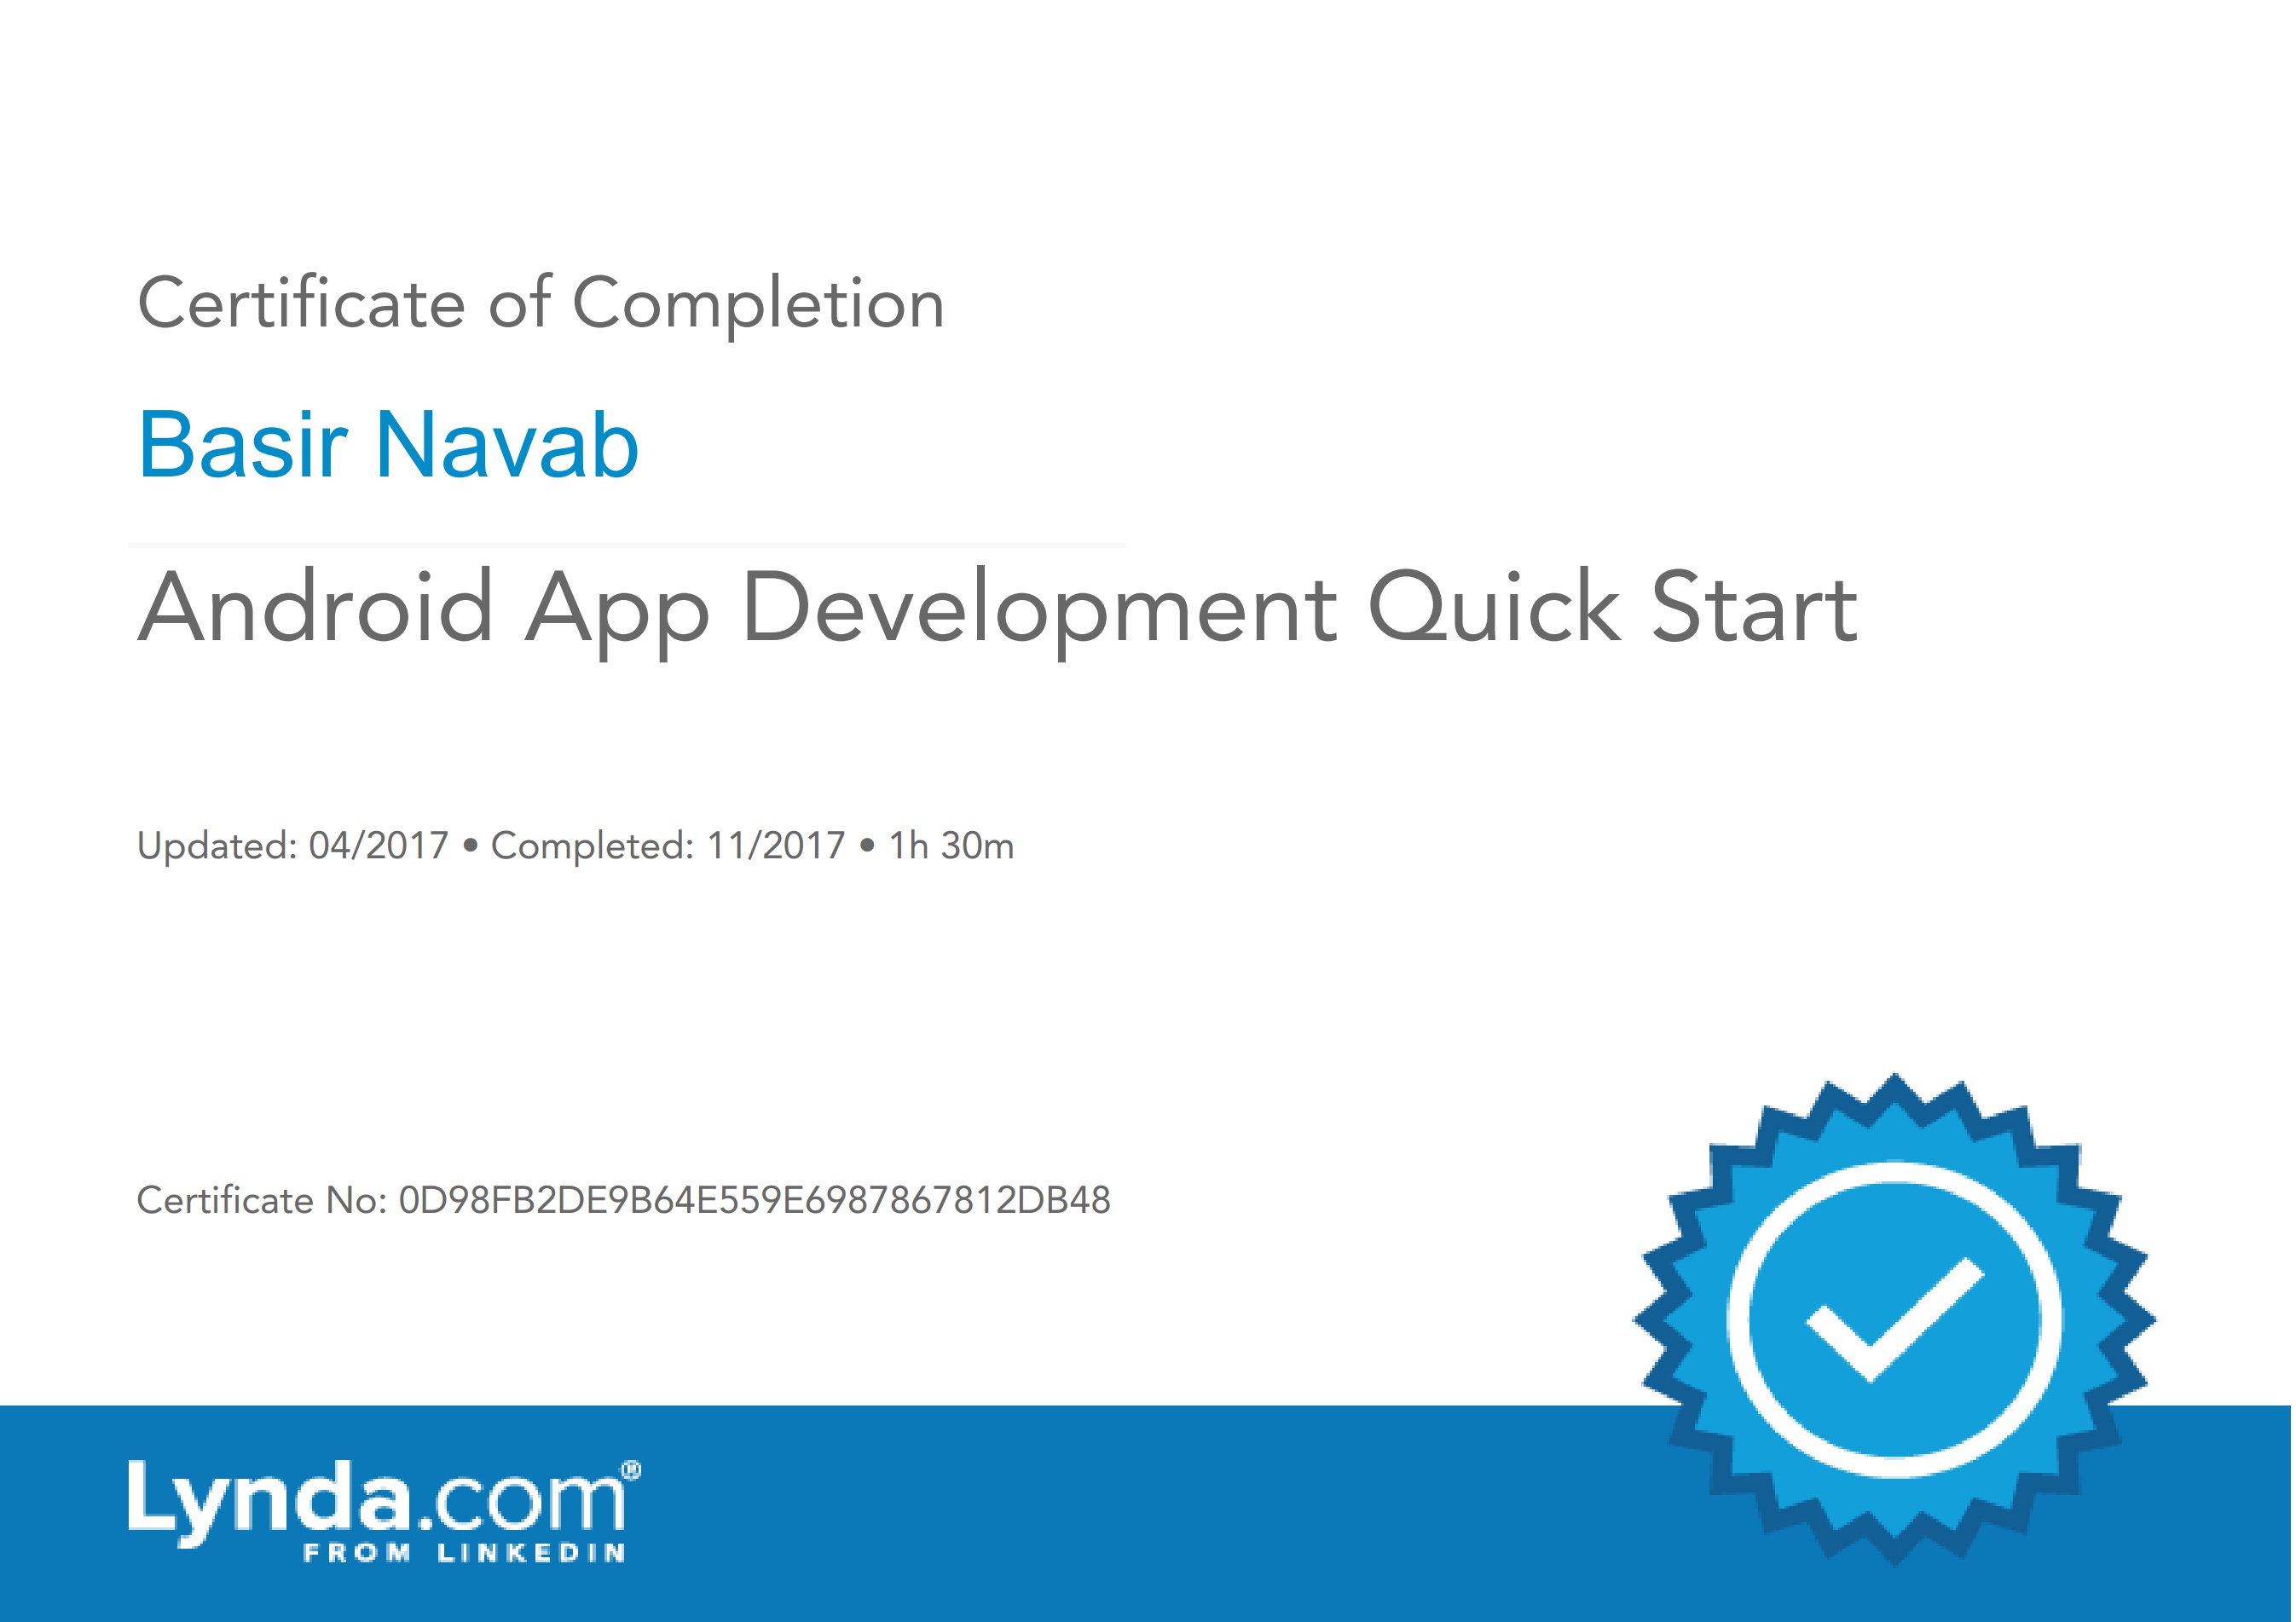 Certificate of Completion
Basir Navab
Android App Development Quick Start
Updated: 04/2017 • Completed: 11/2017 • 1h 30m
Certificate No: 0D98FB2DE9B64E559E6987867812DB48
Lynda.com®
FROM LINKEDIN